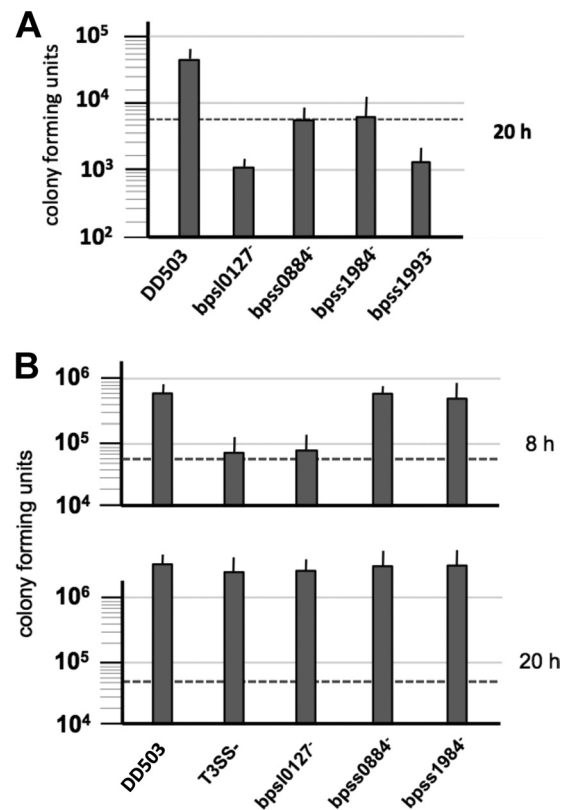 A
colony forming units
10⁵
10⁴
10³
10²
20 h
DD503
bpsl0127⁻
bpss0884⁻
bpss1984⁻
bpss1993⁻
B
colony forming units
10⁶
10⁵
10⁴
8 h
10⁶
10⁵
10⁴
20 h
DD503
T3SS-
bpsl0127⁻
bpss0884⁻
bpss1984⁻